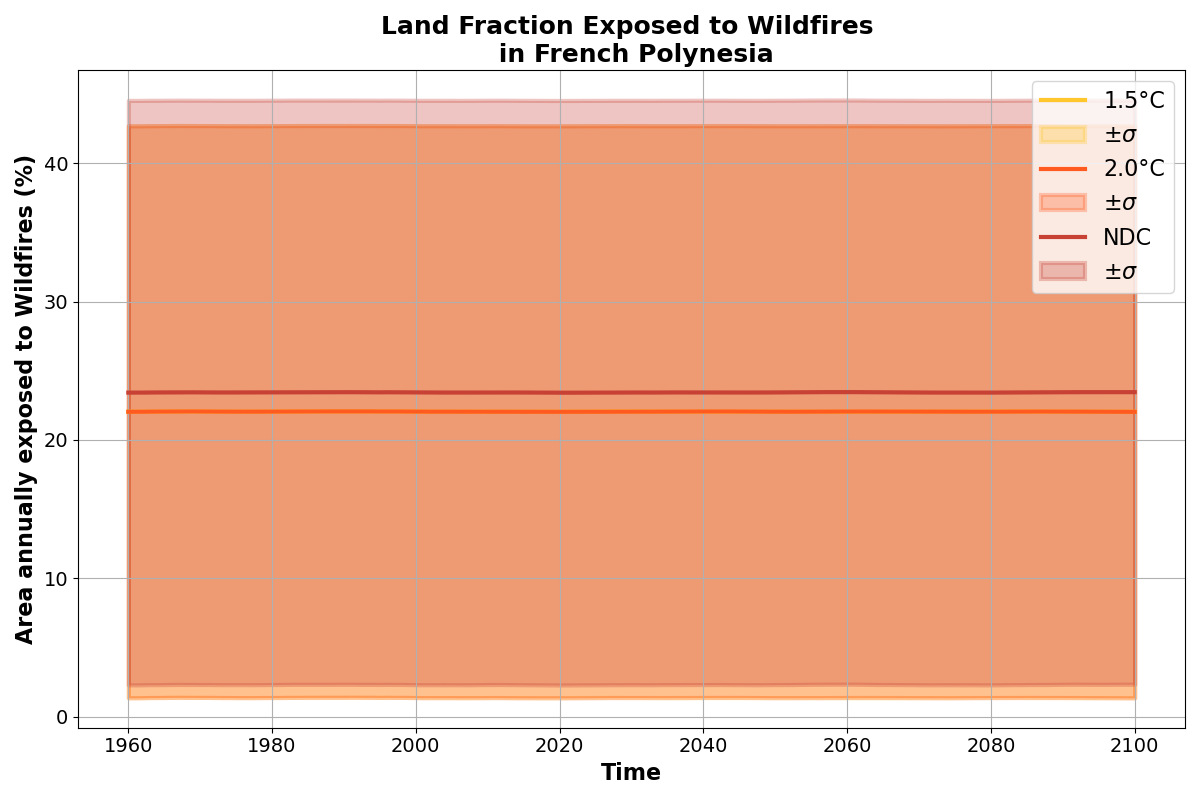 Land Fraction Exposed to Wildfires
in French Polynesia
Area annually exposed to Wildfires (%)
40
30
20
10
0
1.5°C
±σ
2.0°C
±σ
NDC
±σ
1960 1980 2000 2020 2040 2060 2080 2100
Time